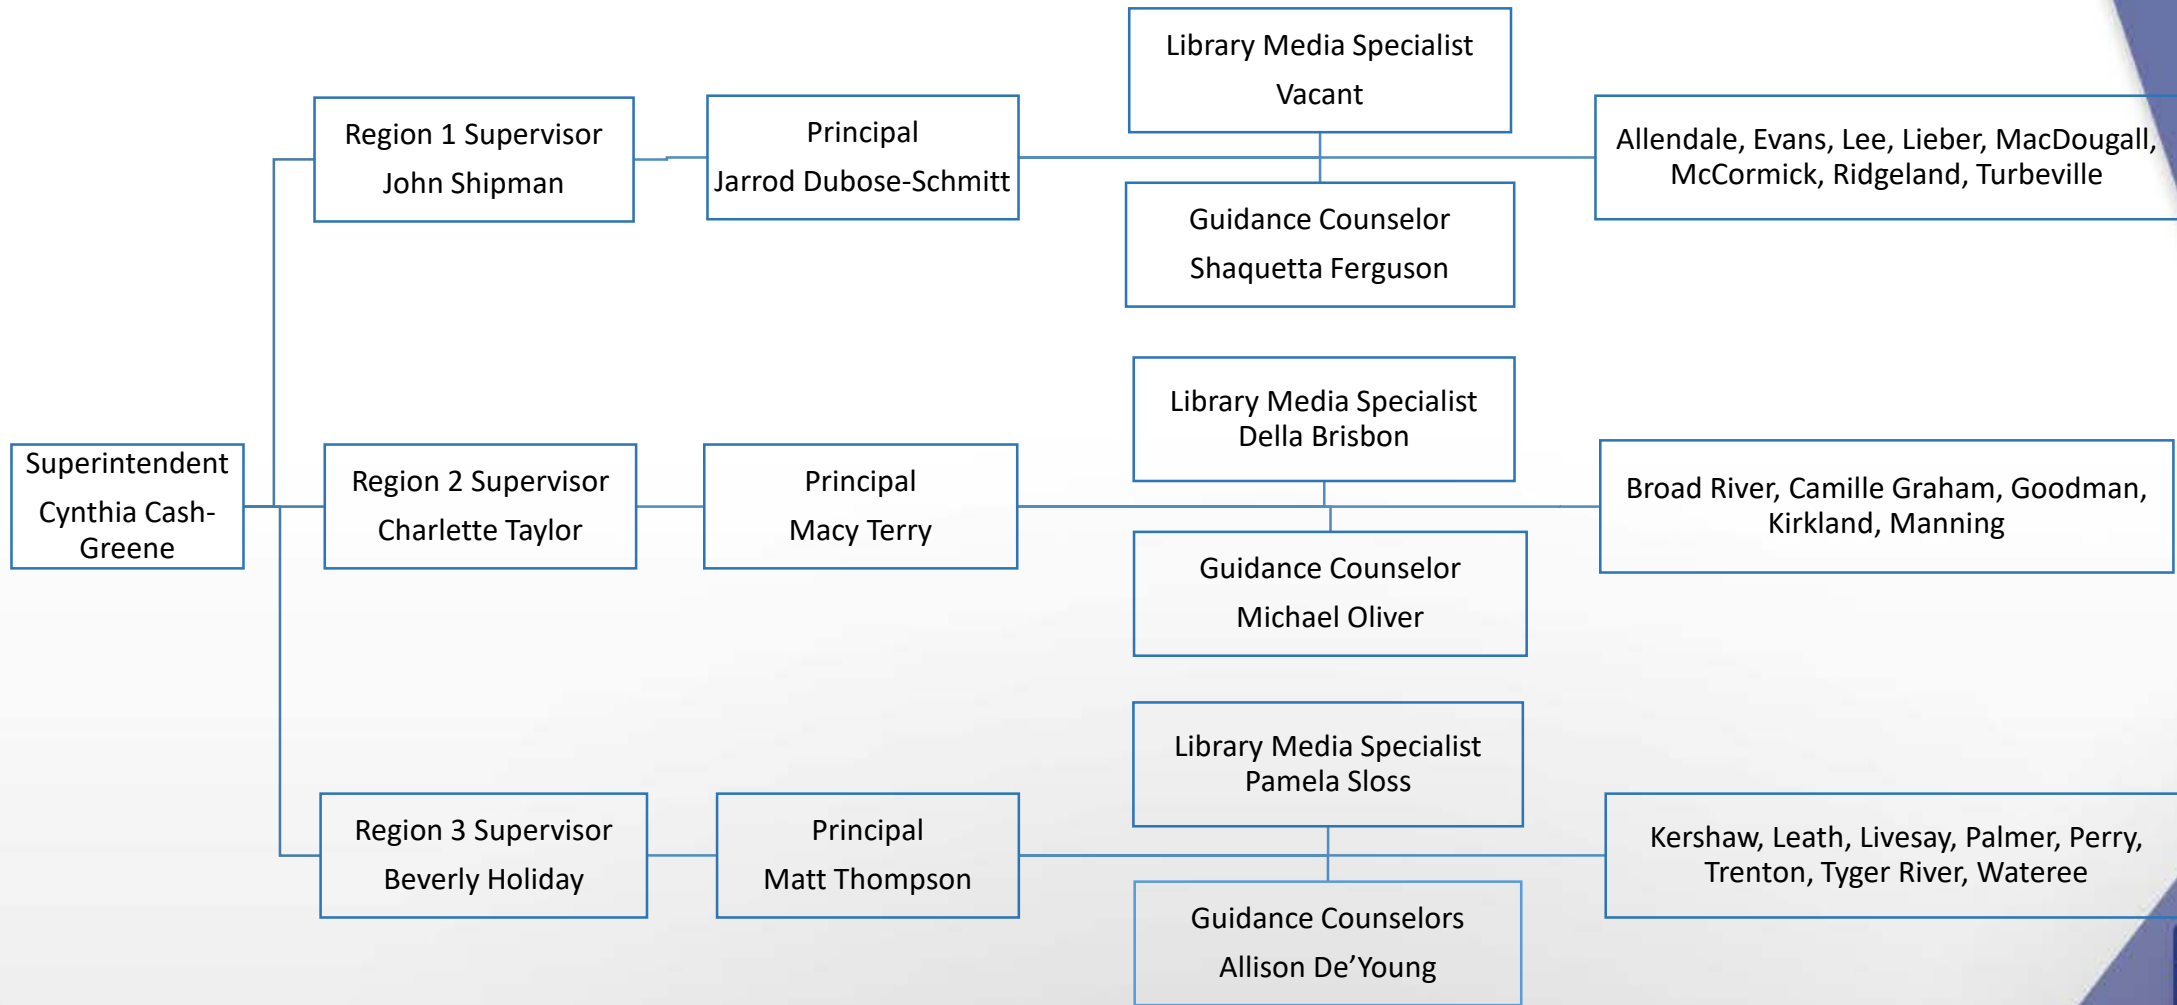 Superintendent
Cynthia Cash-
Greene
Region 1 Supervisor
John Shipman
Principal
Jarrod Dubose-Schmitt
Library Media Specialist
Vacant
Guidance Counselor
Shaquetta Ferguson
Allendale, Evans, Lee, Lieber, MacDougall,
McCormick, Ridgeland, Turbeville
Region 2 Supervisor
Charlette Taylor
Principal
Macy Terry
Library Media Specialist
Della Brisbon
Guidance Counselor
Michael Oliver
Broad River, Camille Graham, Goodman,
Kirkland, Manning
Region 3 Supervisor
Beverly Holiday
Principal
Matt Thompson
Library Media Specialist
Pamela Sloss
Guidance Counselors
Allison De’Young
Kershaw, Leath, Livesay, Palmer, Perry,
Trenton, Tyger River, Wateree